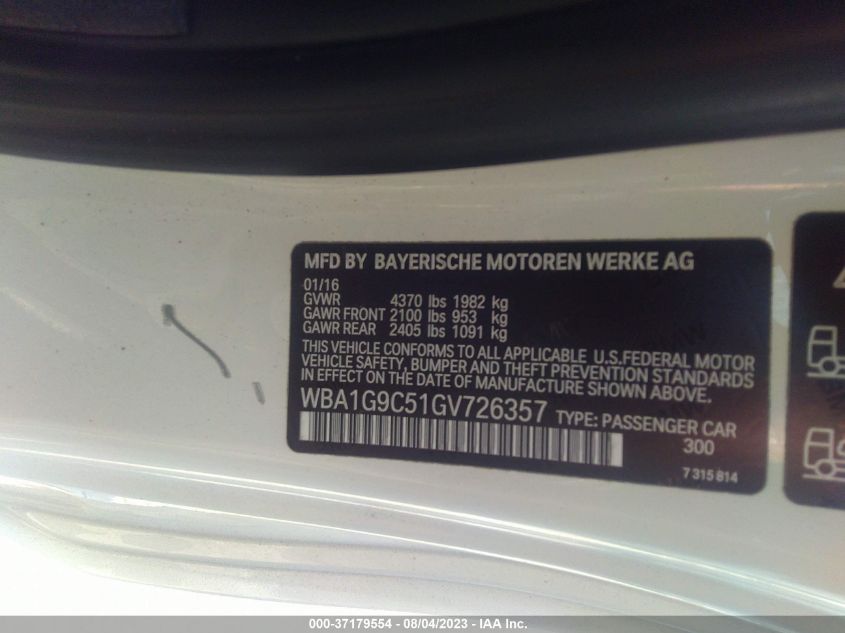 MFD BY BAYERISCHE MOTOREN WERKE AG
01/16
GVWR 4370 lbs 1982 kg
GAWR FRONT 2100 lbs 953 kg
GAWR REAR 2405 lbs 1091 kg
THIS VEHICLE CONFORMS TO ALL APPLICABLE U.S.FEDERAL MOTOR
VEHICLE SAFETY, BUMPER AND THEFT PREVENTION STANDARDS
IN EFFECT ON THE DATE OF MANUFACTURE SHOWN ABOVE.
WBA1G9C51GV726357 TYPE: PASSENGER CAR
300
7 315 814
000-37179554 - 08/04/2023 - IAA Inc.